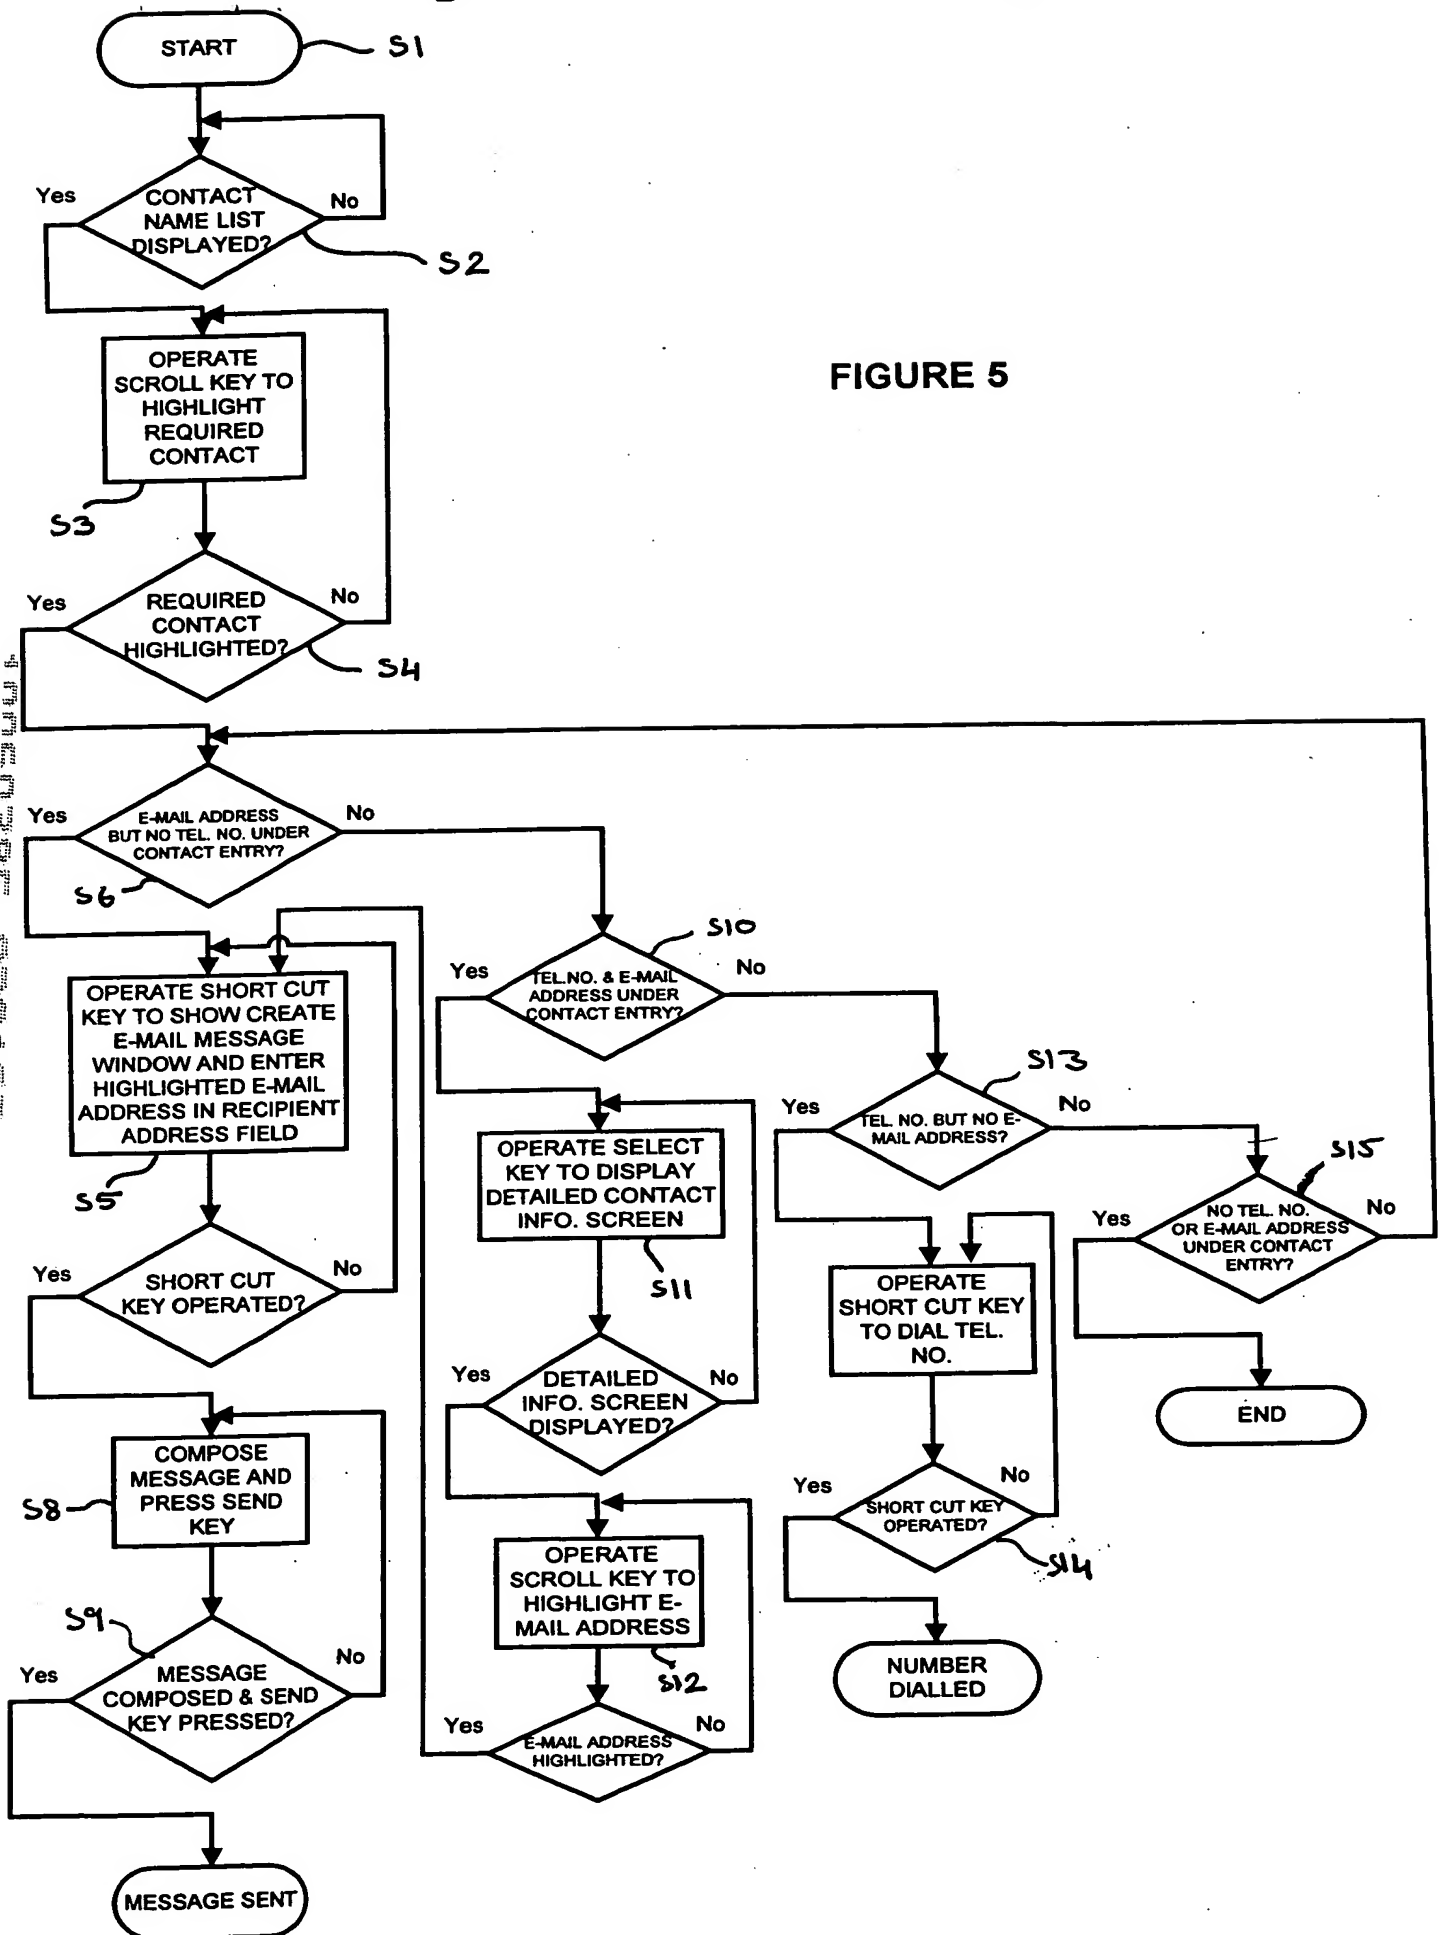 START
S1
CONTACT
NAME LIST
DISPLAYED?
Yes
No
S2
OPERATE
SCROLL KEY TO
HIGHLIGHT
REQUIRED
CONTACT
S3
FIGURE 5
REQUIRED
CONTACT
HIGHLIGHTED?
Yes
No
S4
E-MAIL ADDRESS
BUT NO TEL. NO. UNDER
CONTACT ENTRY?
Yes
No
S6
OPERATE SHORT CUT
KEY TO SHOW CREATE
E-MAIL MESSAGE
WINDOW AND ENTER
HIGHLIGHTED E-MAIL
ADDRESS IN RECIPIENT
ADDRESS FIELD
S5
SHORT CUT
KEY OPERATED?
Yes
No
COMPOSE
MESSAGE AND
PRESS SEND
KEY
S8
S9
MESSAGE
COMPOSED & SEND
KEY PRESSED?
Yes
No
MESSAGE SENT
S10
TEL.NO. & E-MAIL
ADDRESS UNDER
CONTACT ENTRY?
Yes
No
OPERATE SELECT
KEY TO DISPLAY
DETAILED CONTACT
INFO. SCREEN
S11
DETAILED
INFO. SCREEN
DISPLAYED?
Yes
No
OPERATE
SCROLL KEY TO
HIGHLIGHT E-
MAIL ADDRESS
S12
E-MAIL ADDRESS
HIGHLIGHTED?
Yes
No
S13
TEL. NO. BUT NO E-
MAIL ADDRESS?
Yes
No
OPERATE
SHORT CUT KEY
TO DIAL TEL.
NO.
SHORT CUT KEY
OPERATED?
Yes
No
S14
NUMBER
DIALLED
S15
NO TEL. NO.
OR E-MAIL ADDRESS
UNDER CONTACT
ENTRY?
Yes
No
END